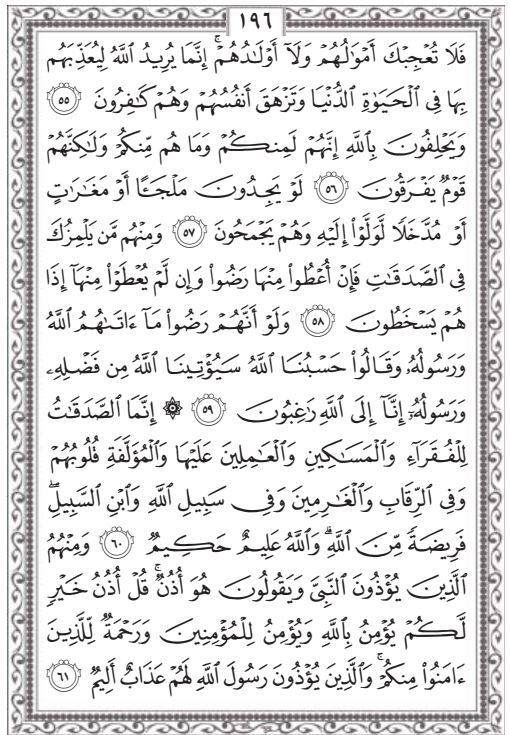 ١٩٦
فَلَا تُعْجِبْكَ أَمْوَٰلُهُمْ وَلَآ أَوْلَٰدُهُمْ ۚ إِنَّمَا يُرِيدُ ٱللَّهُ لِيُعَذِّبَهُم
بِهَا فِى ٱلْحَيَوٰةِ ٱلدُّنْيَا وَتَزْهَقَ أَنفُسُهُمْ وَهُمْ كَٰفِرُونَ ٥٥
وَيَحْلِفُونَ بِٱللَّهِ إِنَّهُمْ لَمِنكُمْ وَمَا هُم مِّنكُمْ وَلَٰكِنَّهُمْ
قَوْمٌ يَفْرَقُونَ ٥٦ لَوْ يَجِدُونَ مَلْجَـًٔا أَوْ مَغَٰرَٰتٍ
أَوْ مُدَّخَلًا لَّوَلَّوْا۟ إِلَيْهِ وَهُمْ يَجْمَحُونَ ٥٧ وَمِنْهُم مَّن يَلْمِزُكَ
فِى ٱلصَّدَقَٰتِ فَإِنْ أُعْطُوا۟ مِنْهَا رَضُوا۟ وَإِن لَّمْ يُعْطَوْا۟ مِنْهَآ إِذَا
هُمْ يَسْخَطُونَ ٥٨ وَلَوْ أَنَّهُمْ رَضُوا۟ مَآ ءَاتَىٰهُمُ ٱللَّهُ
وَرَسُولُهُۥ وَقَالُوا۟ حَسْبُنَا ٱللَّهُ سَيُؤْتِينَا ٱللَّهُ مِن فَضْلِهِۦ
وَرَسُولُهُۥٓ إِنَّآ إِلَى ٱللَّهِ رَٰغِبُونَ ٥٩ ۞ إِنَّمَا ٱلصَّدَقَٰتُ
لِلْفُقَرَآءِ وَٱلْمَسَٰكِينِ وَٱلْعَٰمِلِينَ عَلَيْهَا وَٱلْمُؤَلَّفَةِ قُلُوبُهُمْ
وَفِى ٱلرِّقَابِ وَٱلْغَٰرِمِينَ وَفِى سَبِيلِ ٱللَّهِ وَٱبْنِ ٱلسَّبِيلِ ۖ
فَرِيضَةً مِّنَ ٱللَّهِ ۗ وَٱللَّهُ عَلِيمٌ حَكِيمٌ ٦٠ وَمِنْهُمُ
ٱلَّذِينَ يُؤْذُونَ ٱلنَّبِىَّ وَيَقُولُونَ هُوَ أُذُنٌ ۚ قُلْ أُذُنُ خَيْرٍ
لَّكُمْ يُؤْمِنُ بِٱللَّهِ وَيُؤْمِنُ لِلْمُؤْمِنِينَ وَرَحْمَةٌ لِّلَّذِينَ
ءَامَنُوا۟ مِنكُمْ ۚ وَٱلَّذِينَ يُؤْذُونَ رَسُولَ ٱللَّهِ لَهُمْ عَذَابٌ أَلِيمٌ ٦١